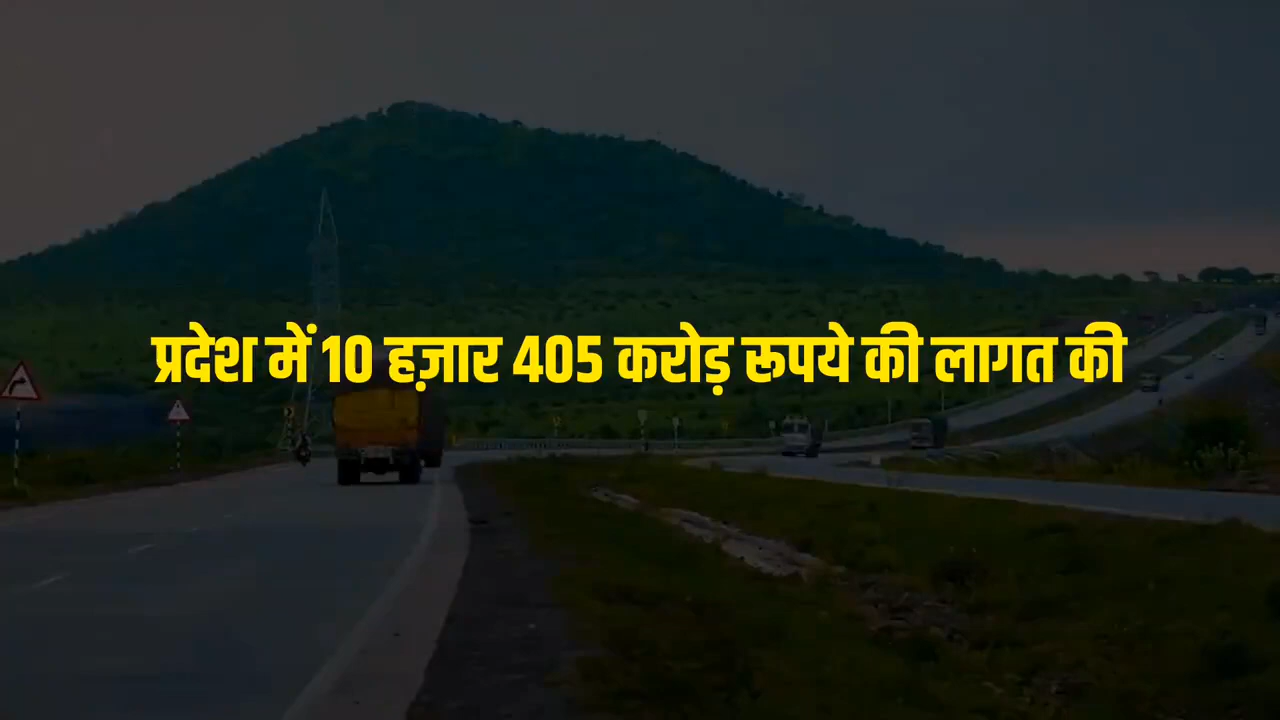 प्रदेश में 10 हज़ार 405 करोड़ रूपये की लागत की